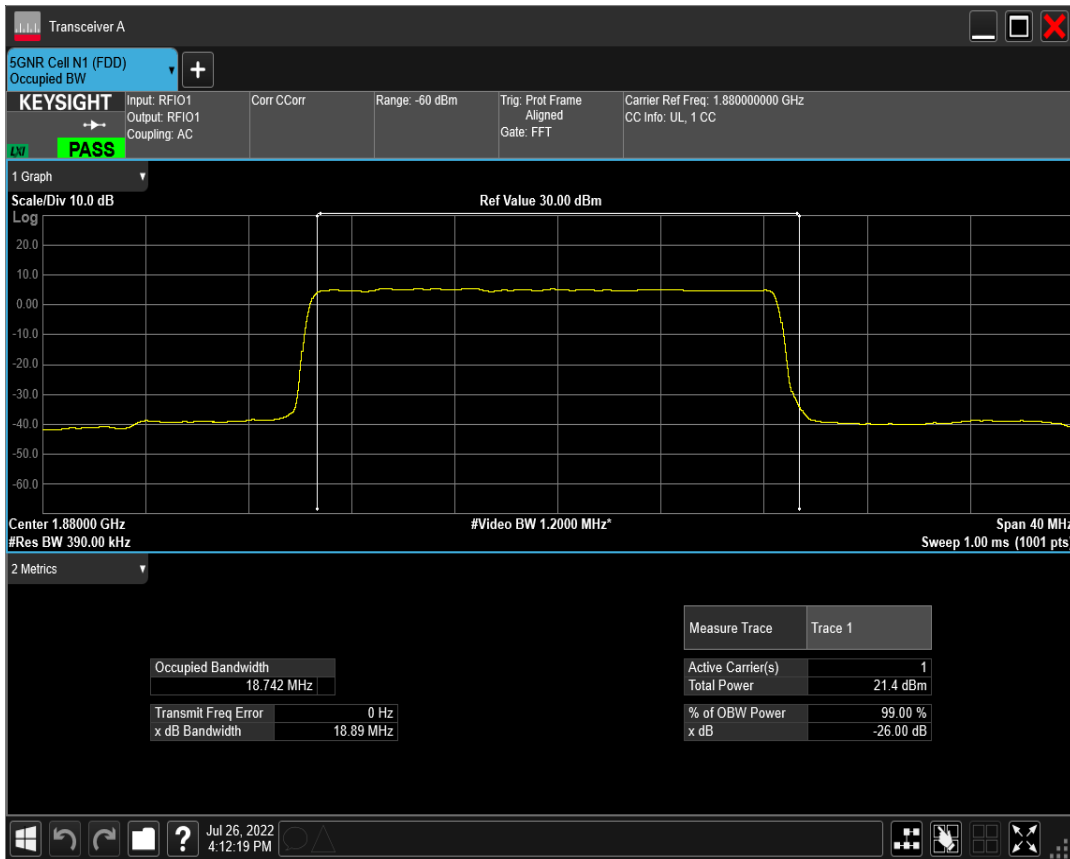 Transceiver A
5GNR Cell N1 (FDD)
Occupied BW
+
KEYSIGHT
LXI
PASS
Input: RFIO1
Output: RFIO1
Coupling: AC
Corr CCorr
Range: -60 dBm
Trig: Prot Frame
Aligned
Gate: FFT
Carrier Ref Freq: 1.880000000 GHz
CC Info: UL, 1 CC
1 Graph
Scale/Div 10.0 dB
Ref Value 30.00 dBm
Log
20.0
10.0
0.00
-10.0
-20.0
-30.0
-40.0
-50.0
-60.0
Center 1.88000 GHz
#Video BW 1.2000 MHz*
Span 40 MHz
#Res BW 390.00 kHz
Sweep 1.00 ms (1001 pts)
2 Metrics
Measure Trace Trace 1
Occupied Bandwidth
18.742 MHz
Active Carrier(s) 1
Total Power 21.4 dBm
Transmit Freq Error 0 Hz
x dB Bandwidth 18.89 MHz
% of OBW Power 99.00 %
x dB -26.00 dB
?
Jul 26, 2022
4:12:19 PM